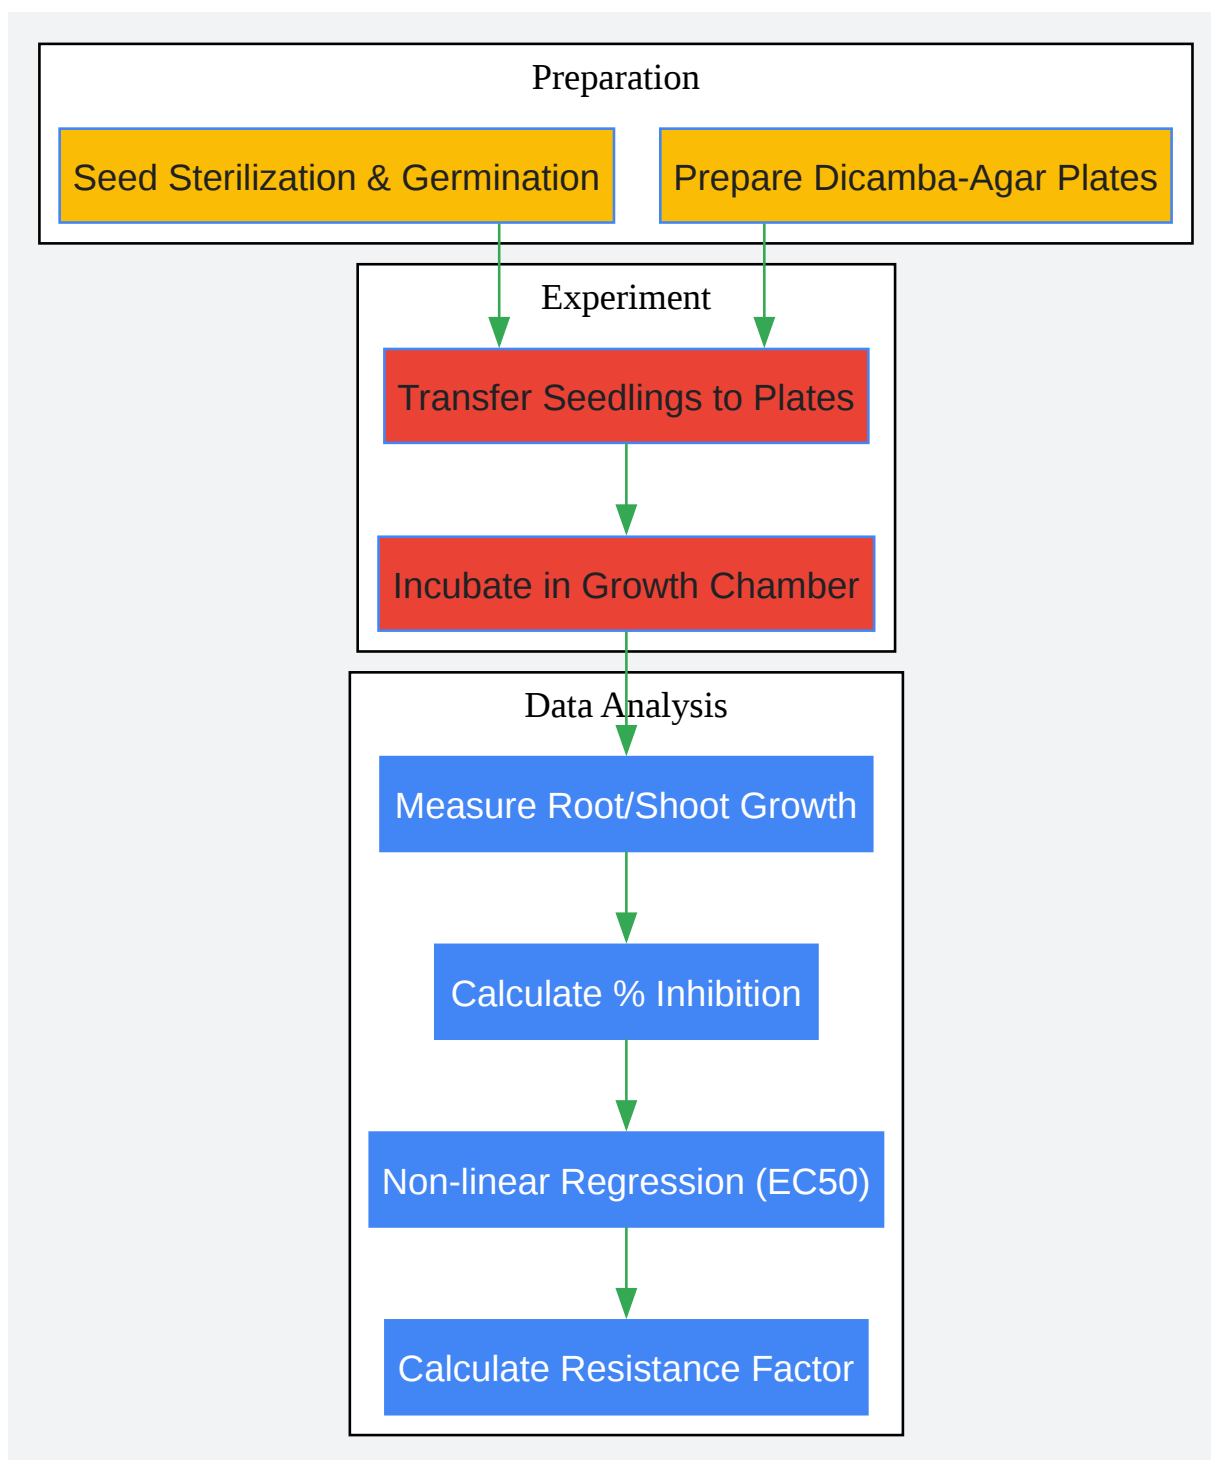 Preparation
Seed Sterilization & Germination
Prepare Dicamba-Agar Plates
Experiment
Transfer Seedlings to Plates
Incubate in Growth Chamber
Data Analysis
Measure Root/Shoot Growth
Calculate % Inhibition
Non-linear Regression (EC50)
Calculate Resistance Factor